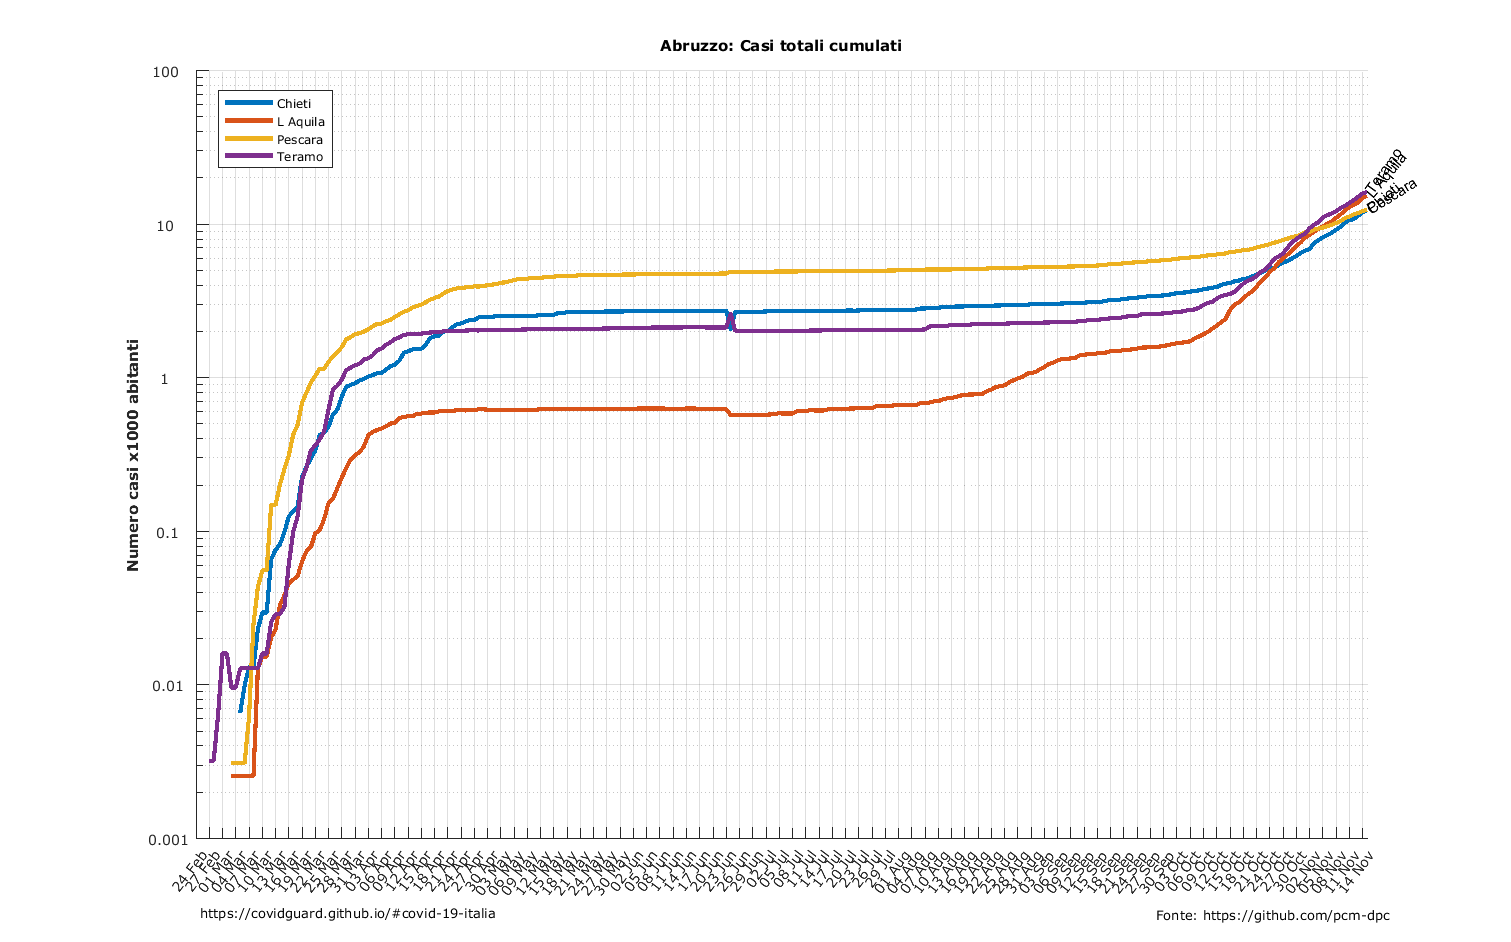 Abruzzo: Casi totali cumulati
100
10
1
0.1
0.01
0.001
Numero casi x1000 abitanti
Chieti
L Aquila
Pescara
Teramo
Teramo
L Aquila
Chieti
Pescara
24 Feb
27 Feb
01 Mar
04 Mar
07 Mar
10 Mar
13 Mar
16 Mar
19 Mar
22 Mar
25 Mar
28 Mar
31 Mar
03 Apr
06 Apr
09 Apr
12 Apr
15 Apr
18 Apr
21 Apr
24 Apr
27 Apr
30 Apr
03 May
06 May
09 May
12 May
15 May
18 May
21 May
24 May
27 May
30 May
02 Jun
05 Jun
08 Jun
11 Jun
14 Jun
17 Jun
20 Jun
23 Jun
26 Jun
29 Jun
02 Jul
05 Jul
08 Jul
11 Jul
14 Jul
17 Jul
20 Jul
23 Jul
26 Jul
29 Jul
01 Aug
04 Aug
07 Aug
10 Aug
13 Aug
16 Aug
19 Aug
22 Aug
25 Aug
28 Aug
31 Aug
03 Sep
06 Sep
09 Sep
12 Sep
15 Sep
18 Sep
21 Sep
24 Sep
27 Sep
30 Sep
03 Oct
06 Oct
09 Oct
12 Oct
15 Oct
18 Oct
21 Oct
24 Oct
27 Oct
30 Oct
02 Nov
05 Nov
08 Nov
11 Nov
14 Nov
https://covidguard.github.io/#covid-19-italia
Fonte: https://github.com/pcm-dpc